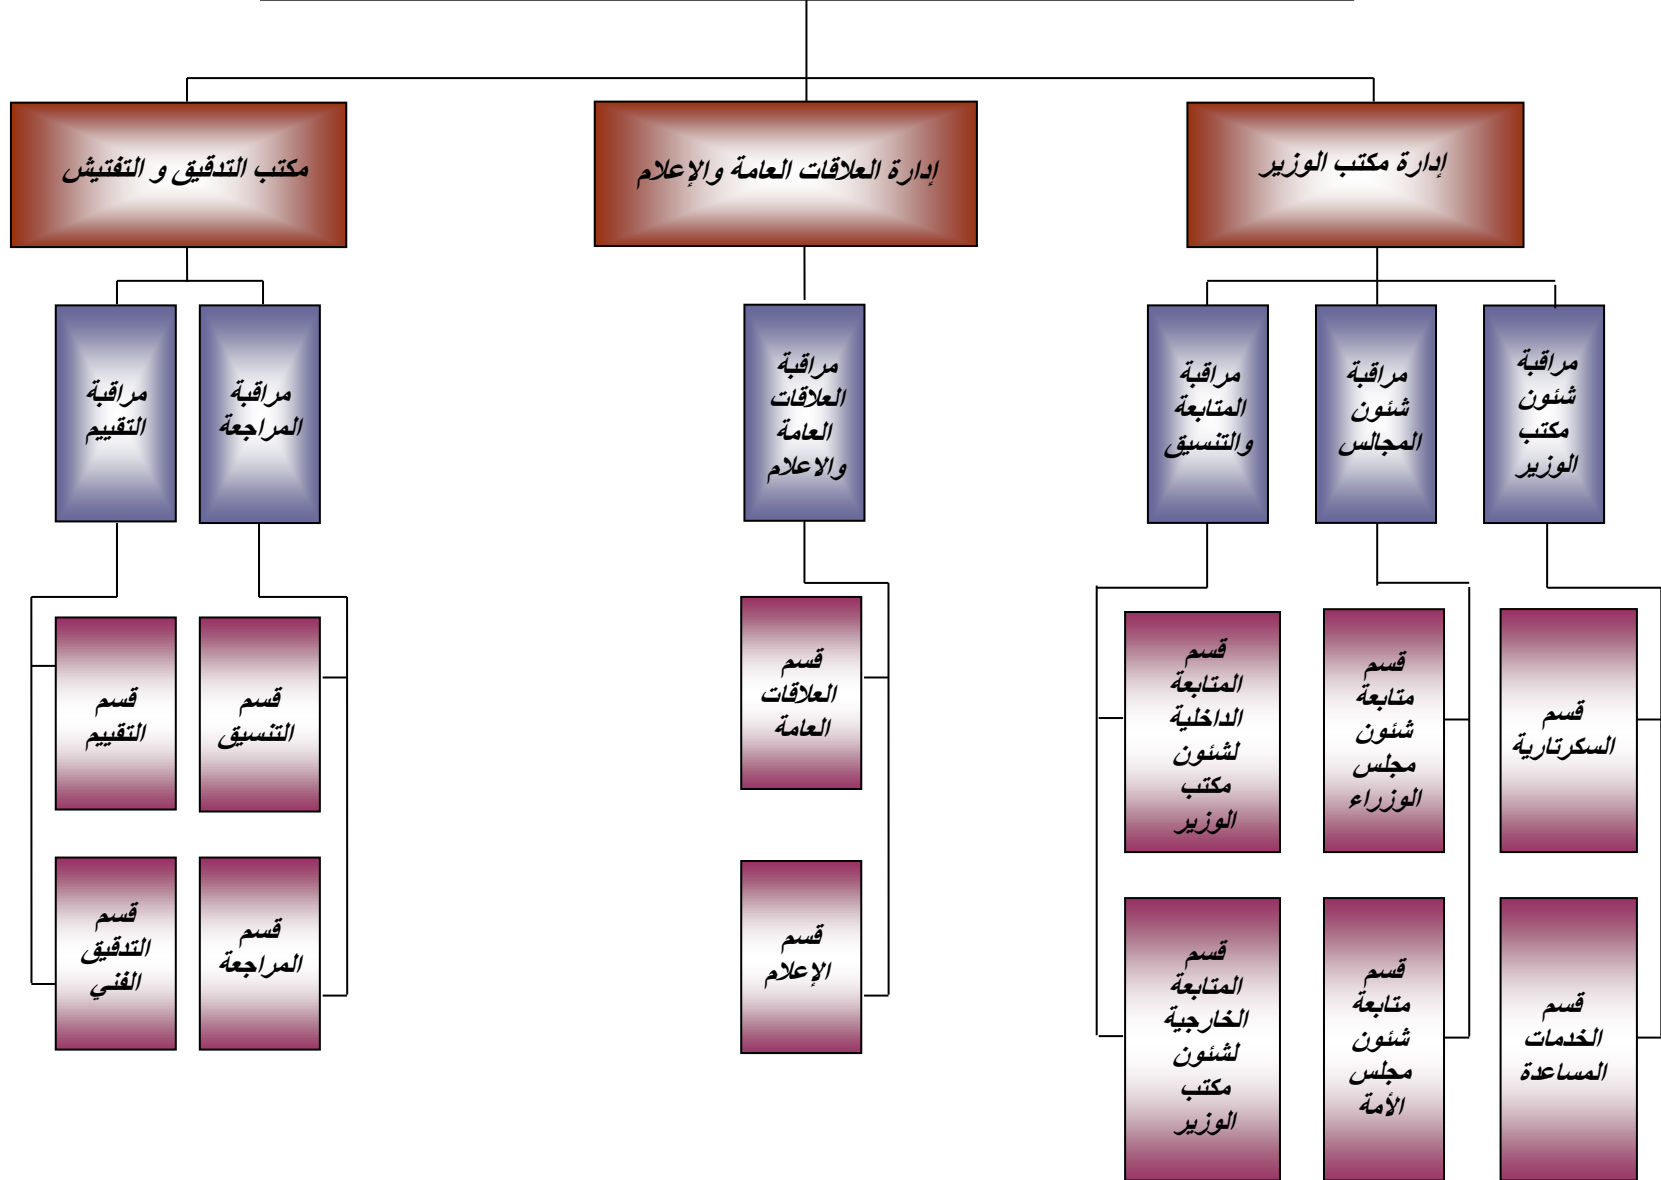 إدارة مكتب الوزير
إدارة العلاقات العامة والإعلام
مكتب التدقيق و التفتيش
مراقبة
شئون
مكتب
الوزير
مراقبة
شئون
المجالس
مراقبة
المتابعة
والتنسيق
مراقبة
العلاقات
العامة
والاعلام
مراقبة
المراجعة
مراقبة
التقييم
قسم
السكرتارية
قسم
متابعة
شئون
مجلس
الوزراء
قسم
المتابعة
الداخلية
لشئون
مكتب
الوزير
قسم
العلاقات
العامة
قسم
التنسيق
قسم
التقييم
قسم
الخدمات
المساعدة
قسم
متابعة
شئون
مجلس
الأمة
قسم
المتابعة
الخارجية
لشئون
مكتب
الوزير
قسم
الإعلام
قسم
المراجعة
قسم
التدقيق
الفني